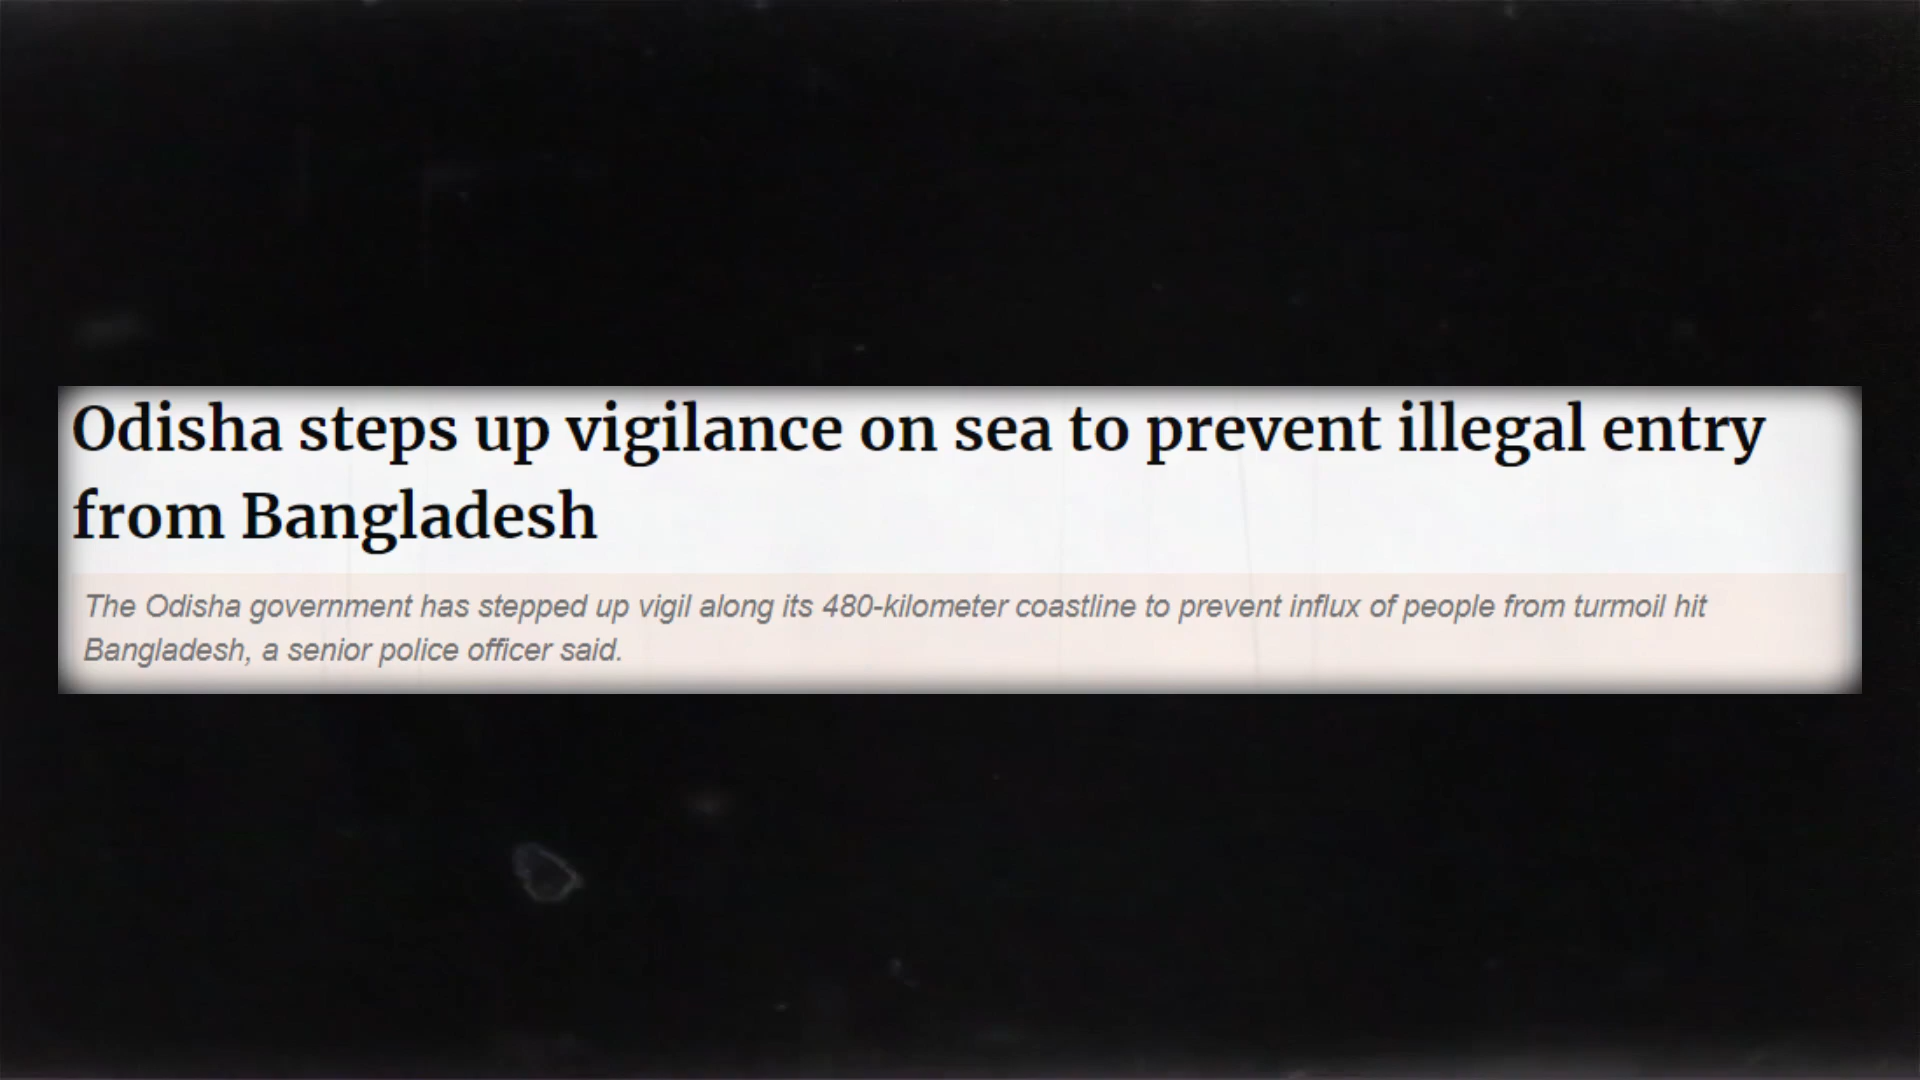 Odisha steps up vigilance on sea to prevent illegal entry
from Bangladesh
The Odisha government has stepped up vigil along its 480-kilometer coastline to prevent influx of people from turmoil hit
Bangladesh, a senior police officer said.